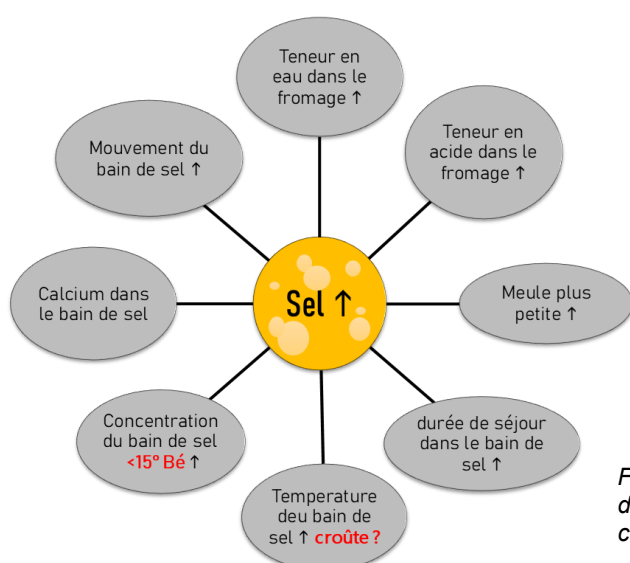 Teneur en
eau dans le
fromage ↑
Teneur en
acide dans le
fromage ↑
Mouvement du
bain de sel ↑
Calcium dans
le bain de sel
Sel ↑
Meule plus
petite ↑
Concentration
du bain de sel
<15° Bé ↑
durée de séjour
dans le bain de
sel ↑
Temperature
deu bain de
sel ↑ croûte ?
F
d
c